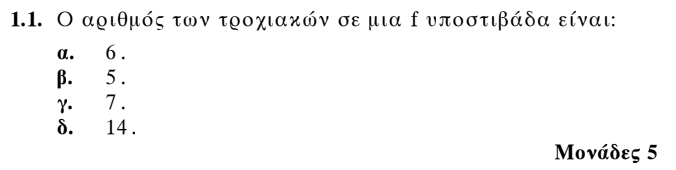 1.1. Ο αριθμός των τροχιακών σε μια f υποστιβάδα είναι:
α. 6.
β. 5.
γ. 7.
δ. 14.
Μονάδες 5